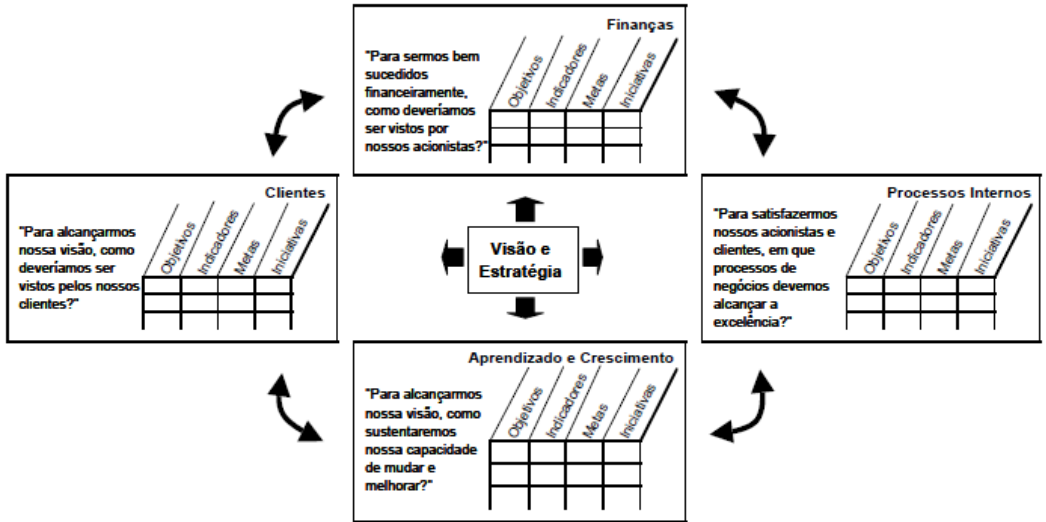 Finanças
"Para sermos bem
sucedidos
financeiramente,
como deveríamos
ser vistos por
nossos acionistas?"
Objetivos
Indicadores
Metas
Iniciativas
Clientes
"Para alcançarmos
nossa visão, como
deveríamos ser
vistos pelos nossos
clientes?"
Objetivos
Indicadores
Metas
Iniciativas
Visão e
Estratégia
Processos Internos
"Para satisfazermos
nossos acionistas e
clientes, em que
processos de
negócios devemos
alcançar a
excelência?"
Objetivos
Indicadores
Metas
Iniciativas
Aprendizado e Crescimento
"Para alcançarmos
nossa visão, como
sustentaremos
nossa capacidade
de mudar e
melhorar?"
Objetivos
Indicadores
Metas
Iniciativas